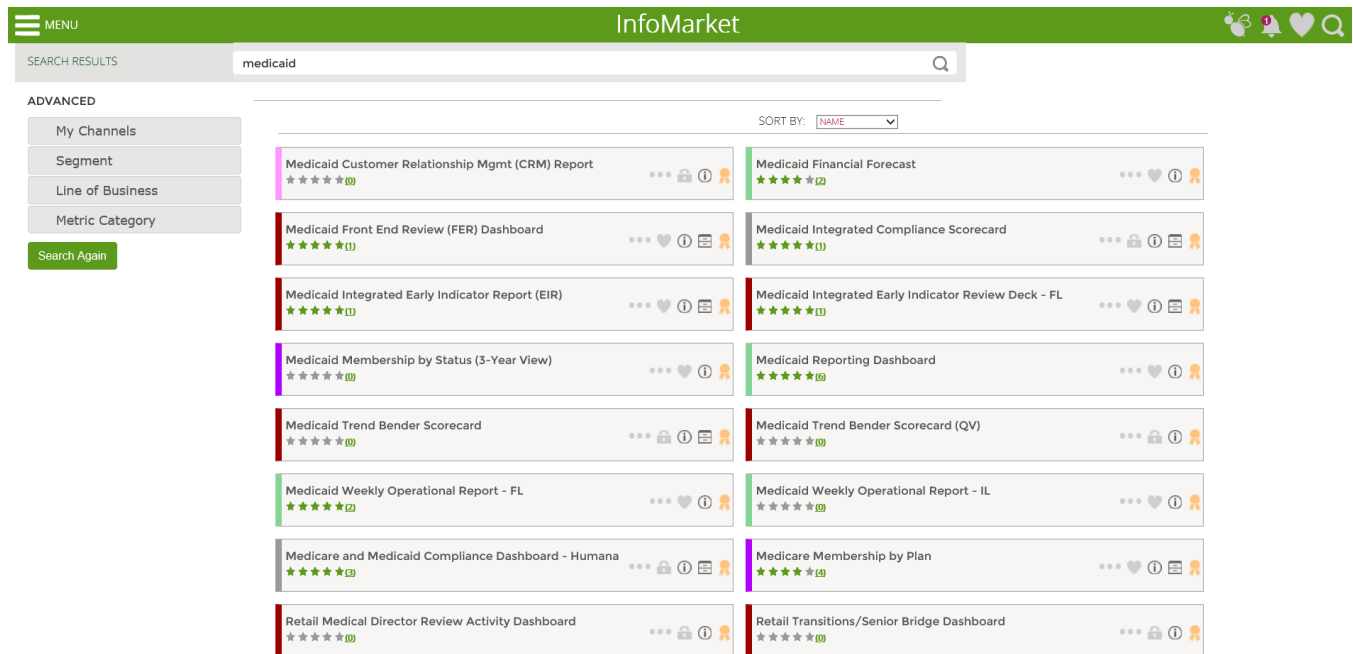 MENU
InfoMarket
1
SEARCH RESULTS
medicaid
ADVANCED
My Channels
Segment
Line of Business
Metric Category
Search Again
SORT BY: NAME
Medicaid Customer Relationship Mgmt (CRM) Report
(0)
Medicaid Financial Forecast
(2)
Medicaid Front End Review (FER) Dashboard
(1)
Medicaid Integrated Compliance Scorecard
(1)
Medicaid Integrated Early Indicator Report (EIR)
(1)
Medicaid Integrated Early Indicator Review Deck - FL
(1)
Medicaid Membership by Status (3-Year View)
(0)
Medicaid Reporting Dashboard
(6)
Medicaid Trend Bender Scorecard
(0)
Medicaid Trend Bender Scorecard (QV)
(0)
Medicaid Weekly Operational Report - FL
(2)
Medicaid Weekly Operational Report - IL
(0)
Medicare and Medicaid Compliance Dashboard - Humana
(3)
Medicare Membership by Plan
(4)
Retail Medical Director Review Activity Dashboard
(0)
Retail Transitions/Senior Bridge Dashboard
(0)